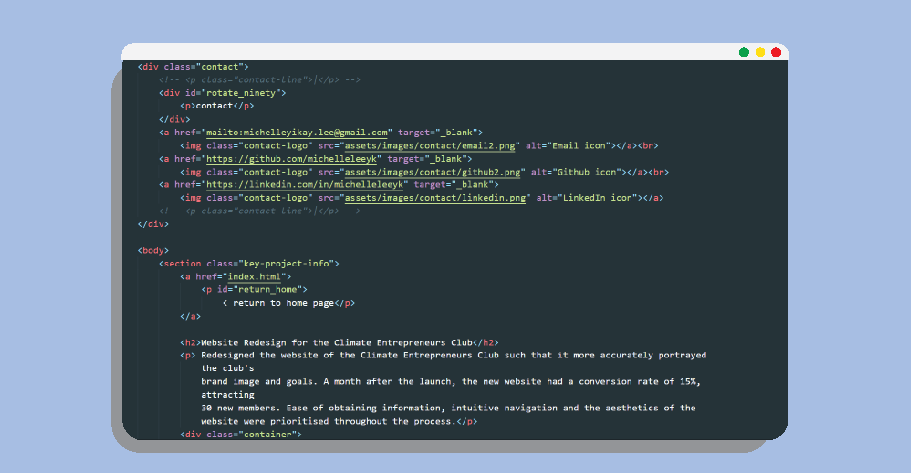 <div class="contact">
<!-- <p class="contact-line">|</p> -->
<div id="rotate_ninety">
<p>contact</p>
</div>
<a href="mailto:michelleyikay.lee@gmail.com" target="_blank">
<img class="contact-logo" src="assets/images/contact/email2.png" alt="Email icon"></a><br>
<a href="https://github.com/michelleleeyk" target="_blank">
<img class="contact-logo" src="assets/images/contact/github2.png" alt="Github icon"></a><br>
<a href="https://linkedin.com/in/michelleleeyk" target="_blank">
<img class="contact-logo" src="assets/images/contact/linkedin.png" alt="LinkedIn icon"></a>
<!-- <p class="contact-line">|</p> -->
</div>
<body>
<section class="key-project-info">
<a href="index.html">
<p id="return_home">
< return to home page</p>
</a>
<h2>Website Redesign for the Climate Entrepreneurs Club</h2>
<p> Redesigned the website of the Climate Entrepreneurs Club such that it more accurately portrayed
the club's
brand image and goals. A month after the launch, the new website had a conversion rate of 15%,
attracting
30 new members. Ease of obtaining information, intuitive navigation and the aesthetics of the
website were prioritised throughout the process.</p>
<div class="container">